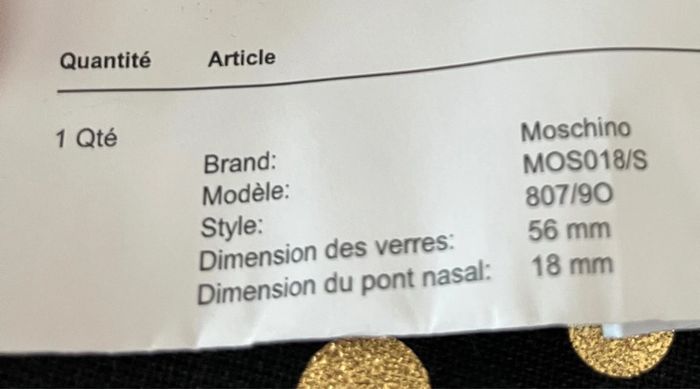 Quantité Article
1 Qté
Brand: Moschino
Modèle: MOS018/S
Style: 807/9O
Dimension des verres: 56 mm
Dimension du pont nasal: 18 mm